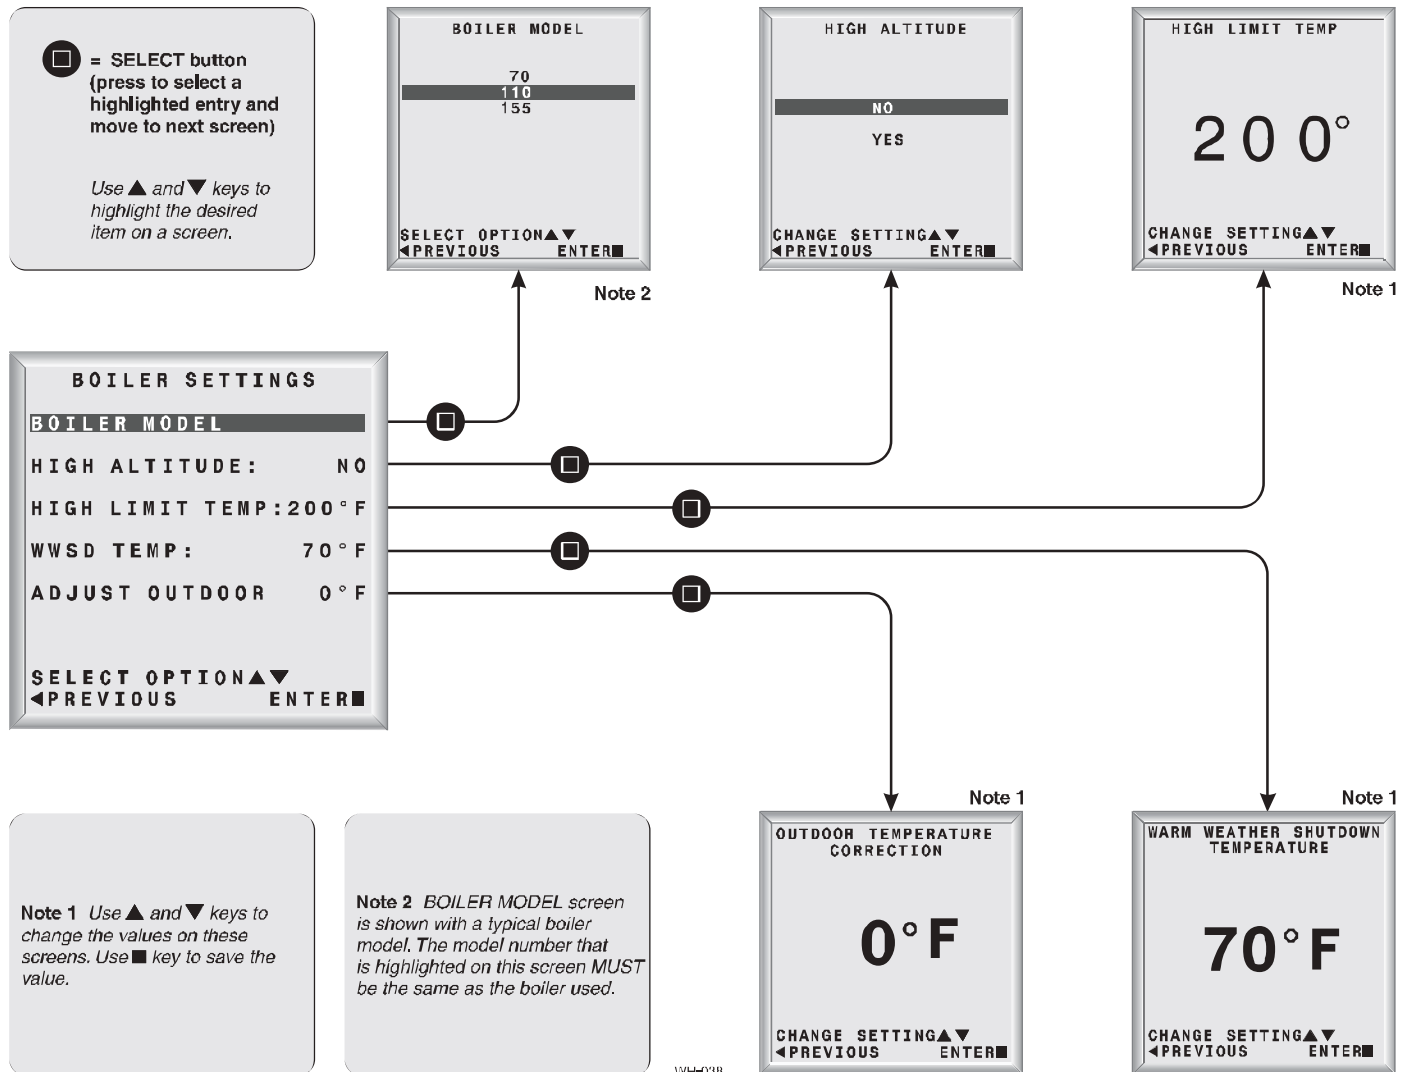 = SELECT button
(press to select a
highlighted entry and
move to next screen)
Use ▲ and ▼ keys to
highlight the desired
item on a screen.
BOILER MODEL
70
110
155
SELECT OPTION▲▼
◀PREVIOUS ENTER■
Note 2
HIGH ALTITUDE
NO
YES
CHANGE SETTING▲▼
◀PREVIOUS ENTER■
HIGH LIMIT TEMP
200°
CHANGE SETTING▲▼
◀PREVIOUS ENTER■
Note 1
BOILER SETTINGS
BOILER MODEL
HIGH ALTITUDE: NO
HIGH LIMIT TEMP:200°F
WWSD TEMP: 70°F
ADJUST OUTDOOR 0°F
SELECT OPTION▲▼
◀PREVIOUS ENTER■
Note 1 Use ▲ and ▼ keys to
change the values on these
screens. Use ■ key to save the
value.
Note 2 BOILER MODEL screen
is shown with a typical boiler
model. The model number that
is highlighted on this screen MUST
be the same as the boiler used.
Note 1
OUTDOOR TEMPERATURE
CORRECTION
0°F
CHANGE SETTING▲▼
◀PREVIOUS ENTER■
Note 1
WARM WEATHER SHUTDOWN
TEMPERATURE
70°F
CHANGE SETTING▲▼
◀PREVIOUS ENTER■